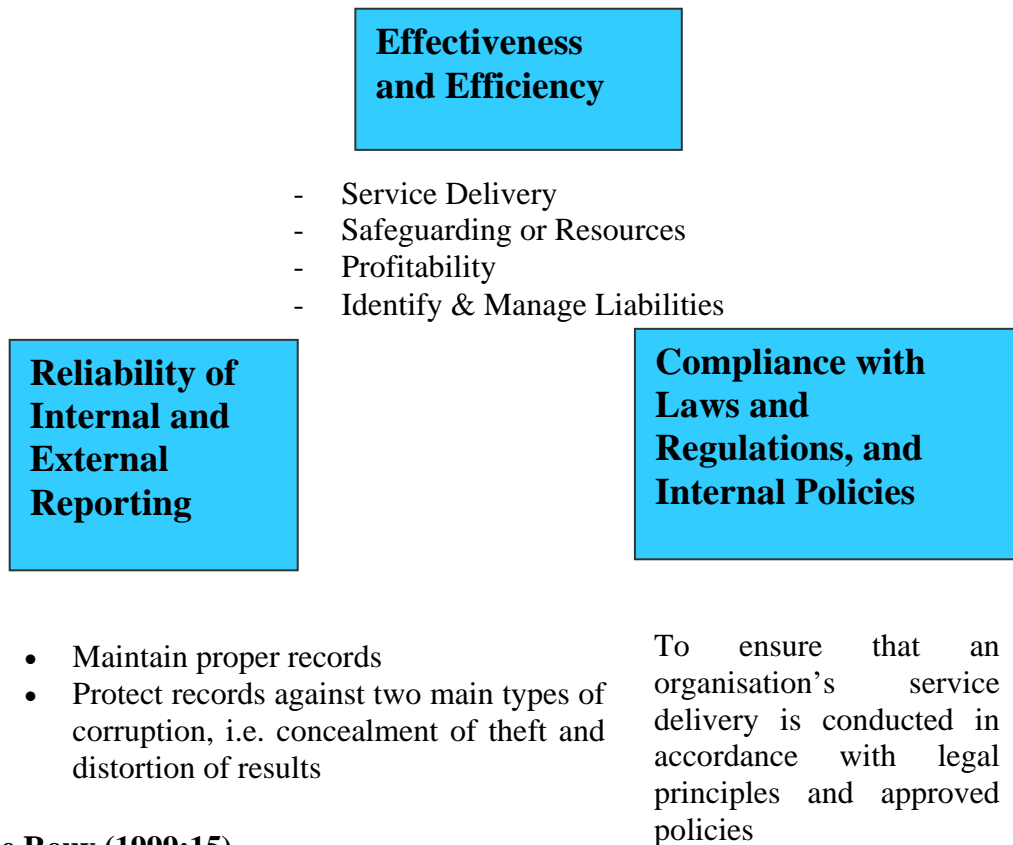 Effectiveness
and Efficiency
- Service Delivery
- Safeguarding or Resources
- Profitability
- Identify & Manage Liabilities
Reliability of
Internal and
External
Reporting
Compliance with
Laws and
Regulations, and
Internal Policies
• Maintain proper records
• Protect records against two main types of
corruption, i.e. concealment of theft and
distortion of results
To ensure that an
organisation's service
delivery is conducted in
accordance with legal
principles and approved
policies
(1999:15)